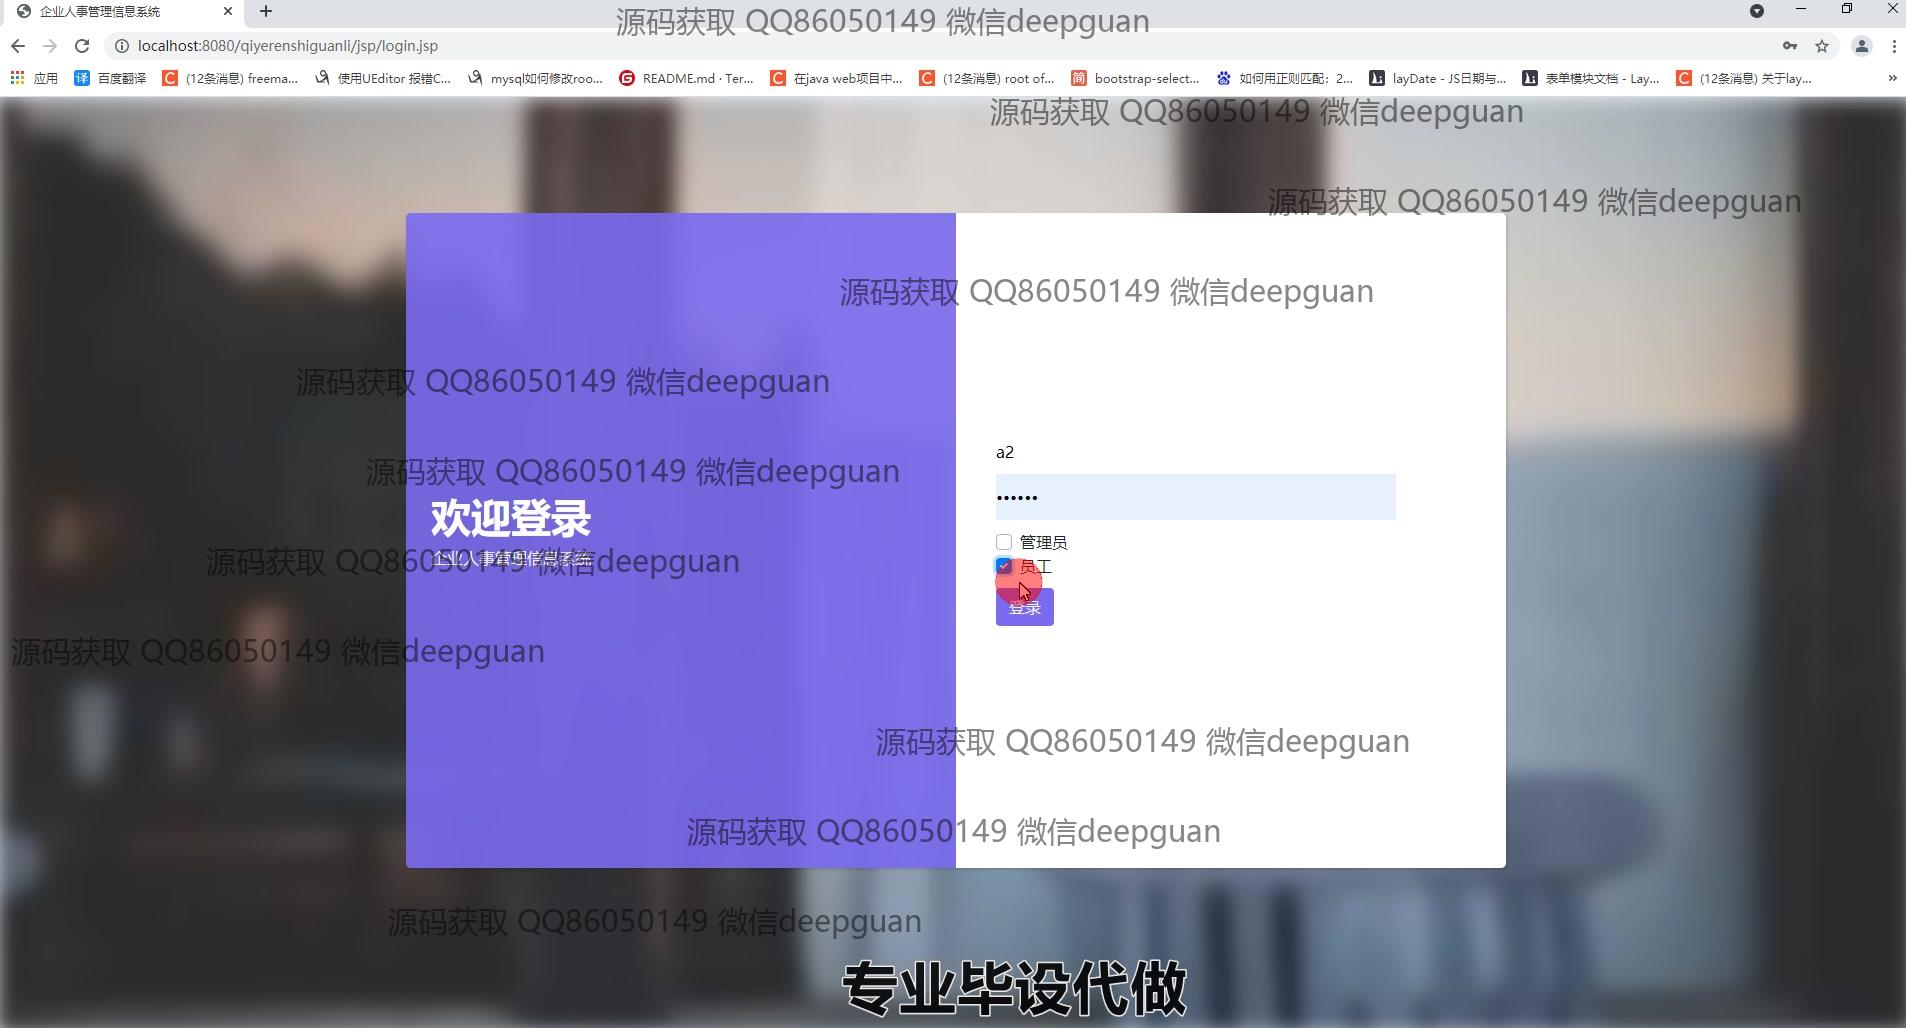 企业人事管理信息系统
源码获取 QQ86050149 微信deepguan
localhost:8080/qiyerenshiguanli/jsp/login.jsp
应用
译 百度翻译
C (12条消息) freema...
使用UEditor 报错C...
mysql如何修改roo...
G README.md · Ter...
C 在java web项目中...
C (12条消息) root of...
简 bootstrap-select...
如何用正则匹配：2...
layDate - JS日期与...
表单模块文档 - Lay...
C (12条消息) 关于lay...
»
源码获取 QQ86050149 微信deepguan
源码获取 QQ86050149 微信deepguan
源码获取 QQ86050149 微信deepguan
源码获取 QQ86050149 微信deepguan
a2
源码获取 QQ86050149 微信deepguan
••••••
欢迎登录
管理员
企业人事管理信息系统
源码获取 QQ86050149 微信deepguan
员工
登录
源码获取 QQ86050149 微信deepguan
源码获取 QQ86050149 微信deepguan
源码获取 QQ86050149 微信deepguan
源码获取 QQ86050149 微信deepguan
专业毕设代做